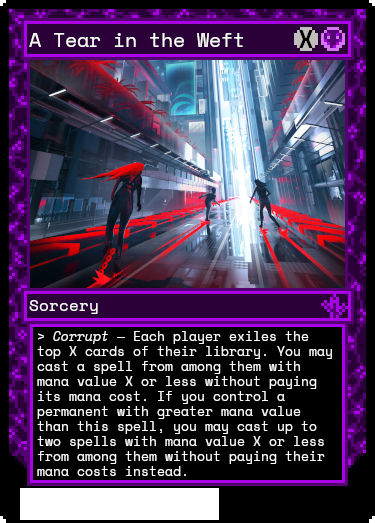 A Tear in the Weft X
Sorcery
> Corrupt — Each player exiles the
top X cards of their library. You may
cast a spell from among them with
mana value X or less without paying
its mana cost. If you control a
permanent with greater mana value
than this spell, you may cast up to
two spells with mana value X or less
from among them without paying their
mana costs instead.